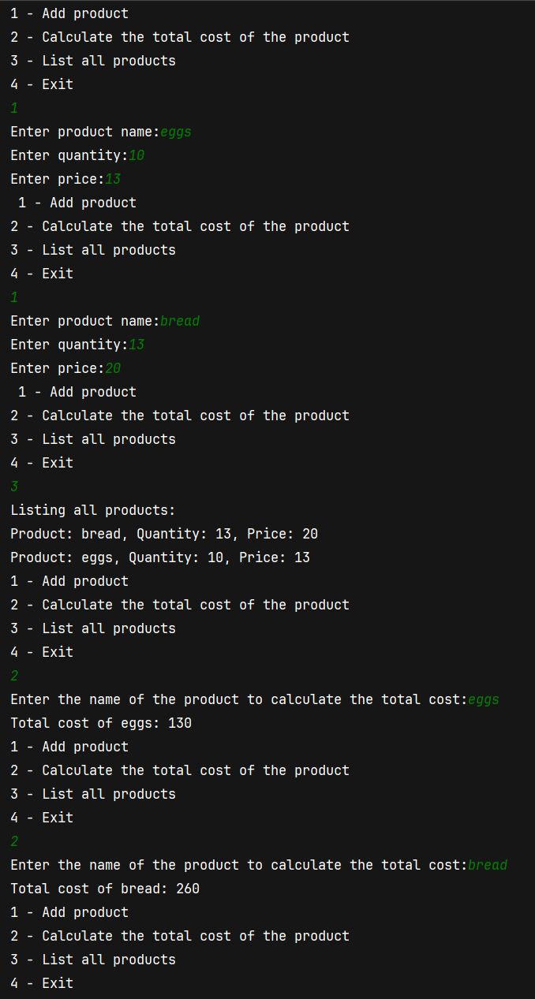 1 - Add product
2 - Calculate the total cost of the product
3 - List all products
4 - Exit
1
Enter product name:eggs
Enter quantity:10
Enter price:13
 1 - Add product
2 - Calculate the total cost of the product
3 - List all products
4 - Exit
1
Enter product name:bread
Enter quantity:13
Enter price:20
 1 - Add product
2 - Calculate the total cost of the product
3 - List all products
4 - Exit
3
Listing all products:
Product: bread, Quantity: 13, Price: 20
Product: eggs, Quantity: 10, Price: 13
1 - Add product
2 - Calculate the total cost of the product
3 - List all products
4 - Exit
2
Enter the name of the product to calculate the total cost:eggs
Total cost of eggs: 130
1 - Add product
2 - Calculate the total cost of the product
3 - List all products
4 - Exit
2
Enter the name of the product to calculate the total cost:bread
Total cost of bread: 260
1 - Add product
2 - Calculate the total cost of the product
3 - List all products
4 - Exit